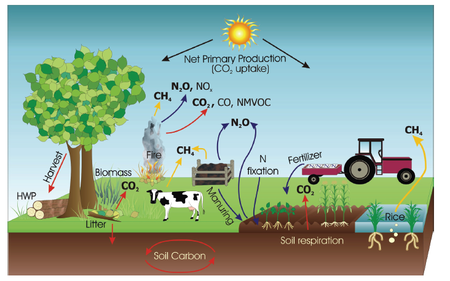 Net Primary Production
(CO₂ uptake)
N₂O, NOₓ
CH₄
CO₂, CO, NMVOC
N₂O
CH₄
Fire
CH₄
Harvest
Biomass
CO₂
N
fixation
Fertilizer
HWP
Manuring
CO₂
Rice
Litter
Soil respiration
Soil Carbon